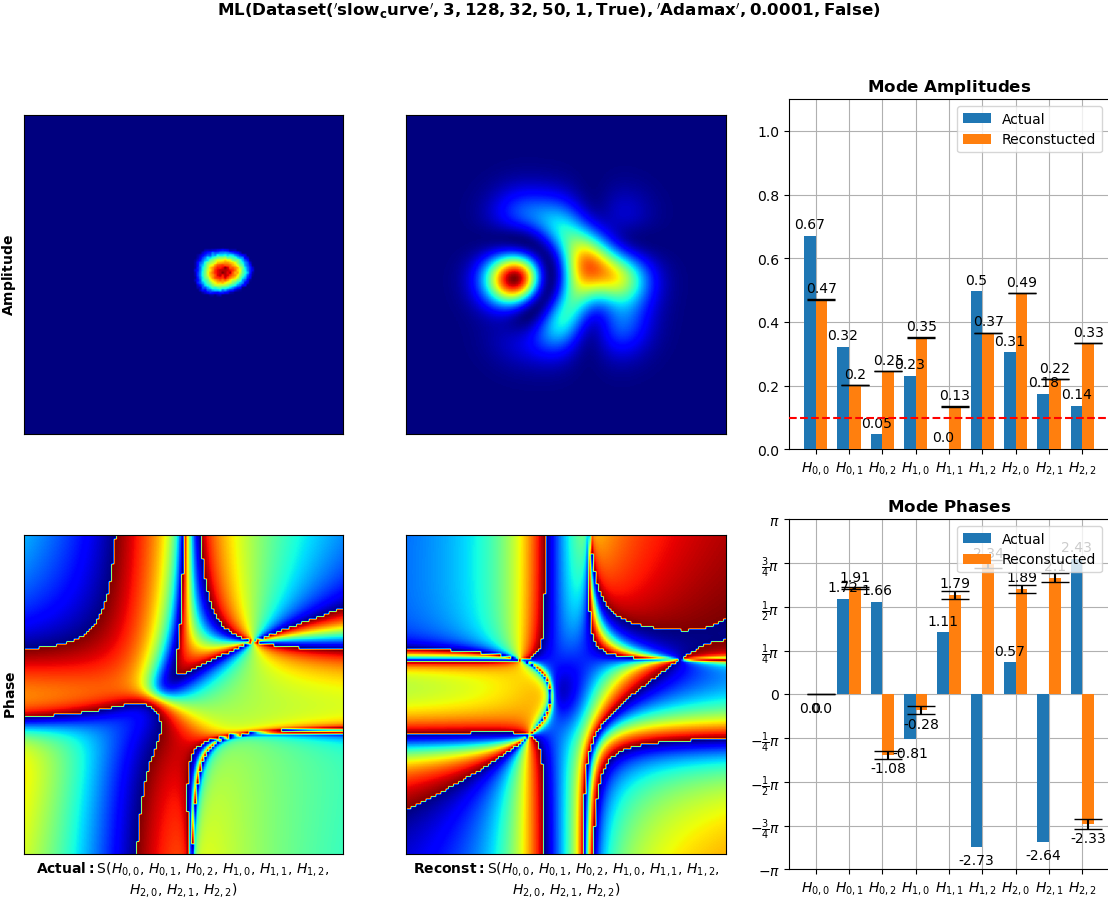 ML(Dataset('slow_curve', 3, 128, 32, 50, 1, True), 'Adamax', 0.0001, False)
Amplitude
Mode Amplitudes
Actual
Reconstucted
1.0
0.8
0.6
0.4
0.2
0.0
0.67
0.47
0.32
0.2
0.05
0.25
0.23
0.35
0.0
0.13
0.5
0.37
0.31
0.49
0.18
0.22
0.14
0.33
H0,0 H0,1 H0,2 H1,0 H1,1 H1,2 H2,0 H2,1 H2,2
Phase
Actual: S(H0,0, H0,1, H0,2, H1,0, H1,1, H1,2,
H2,0, H2,1, H2,2)
Reconst: S(H0,0, H0,1, H0,2, H1,0, H1,1, H1,2,
H2,0, H2,1, H2,2)
Mode Phases
Actual
Reconstucted
π
3/4π
1/2π
1/4π
0
−1/4π
−1/2π
−3/4π
−π
0.0
0.0
1.72
1.91
1.66
-1.08
-0.81
-0.28
1.11
1.79
-2.73
2.34
0.57
1.89
-2.64
2.43
-2.33
H0,0 H0,1 H0,2 H1,0 H1,1 H1,2 H2,0 H2,1 H2,2